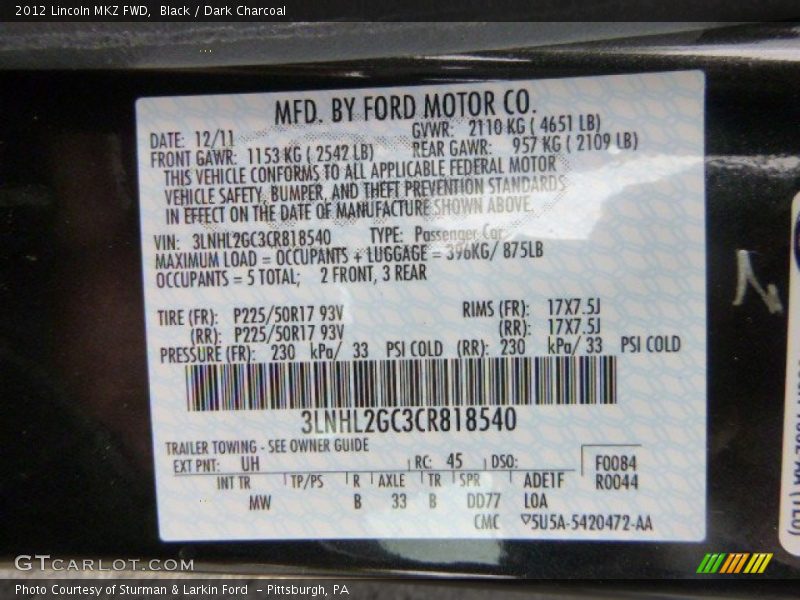 2012 Lincoln MKZ FWD, Black / Dark Charcoal
MFD. BY FORD MOTOR CO.
DATE: 12/11 GVWR: 2110 KG ( 4651 LB)
FRONT GAWR: 1153 KG ( 2542 LB) REAR GAWR: 957 KG ( 2109 LB)
THIS VEHICLE CONFORMS TO ALL APPLICABLE FEDERAL MOTOR
VEHICLE SAFETY, BUMPER, AND THEFT PREVENTION STANDARDS
IN EFFECT ON THE DATE OF MANUFACTURE SHOWN ABOVE.
VIN: 3LNHL2GC3CR818540 TYPE: Passenger Car
MAXIMUM LOAD = OCCUPANTS + LUGGAGE = 396KG/ 875LB
OCCUPANTS = 5 TOTAL; 2 FRONT, 3 REAR
TIRE (FR): P225/50R17 93V RIMS (FR): 17X7.5J
(RR): P225/50R17 93V (RR): 17X7.5J
PRESSURE (FR): 230 kPa/ 33 PSI COLD (RR): 230 kPa/ 33 PSI COLD
3LNHL2GC3CR818540
TRAILER TOWING - SEE OWNER GUIDE
EXT PNT: UH RC: 45 DSO: F0084
INT TR TP/PS R AXLE TR SPR ADE1F R0044
MW B 33 B DD77 LOA
CMC ▽5U5A-5420472-AA
GTCARLOT.COM
Photo Courtesy of Sturman & Larkin Ford - Pittsburgh, PA